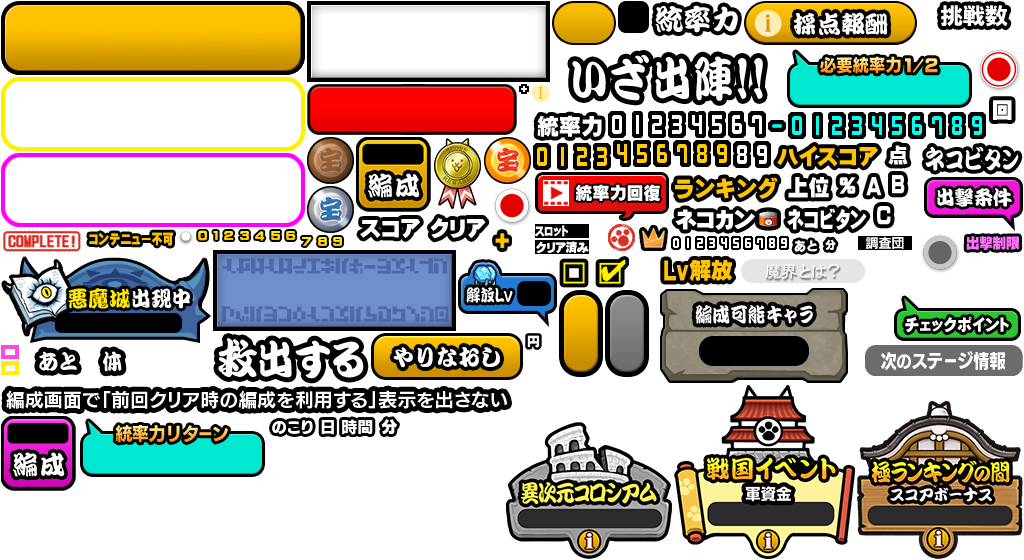 統率力
i 採点報酬
挑戦数
いざ出陣!!
必要統率力1/2
統率力 01234567-0123456789
0123456789 89 ハイスコア 点
ネコビタン
宝
宝
宝
編成
統率力回復
ランキング 上位 % A B
出撃条件
スコア クリア
ネコカン ネコビタン C
COMPLETE!
コンテニュー不可
0123456
789
スロット
クリア済み
0123456789 あと 分
調査団
出撃制限
悪魔城出現中
解放Lv
Lv解放
魔界とは?
編成可能キャラ
チェックポイント
あと 体
救出する
やりなおし
円
次のステージ情報
編成画面で「前回クリア時の編成を利用する」表示を出さない
編成
統率力リターン
のこり 日 時間 分
異次元コロシアム
i
戦国イベント
軍資金
i
極ランキングの間
スコアボーナス
i